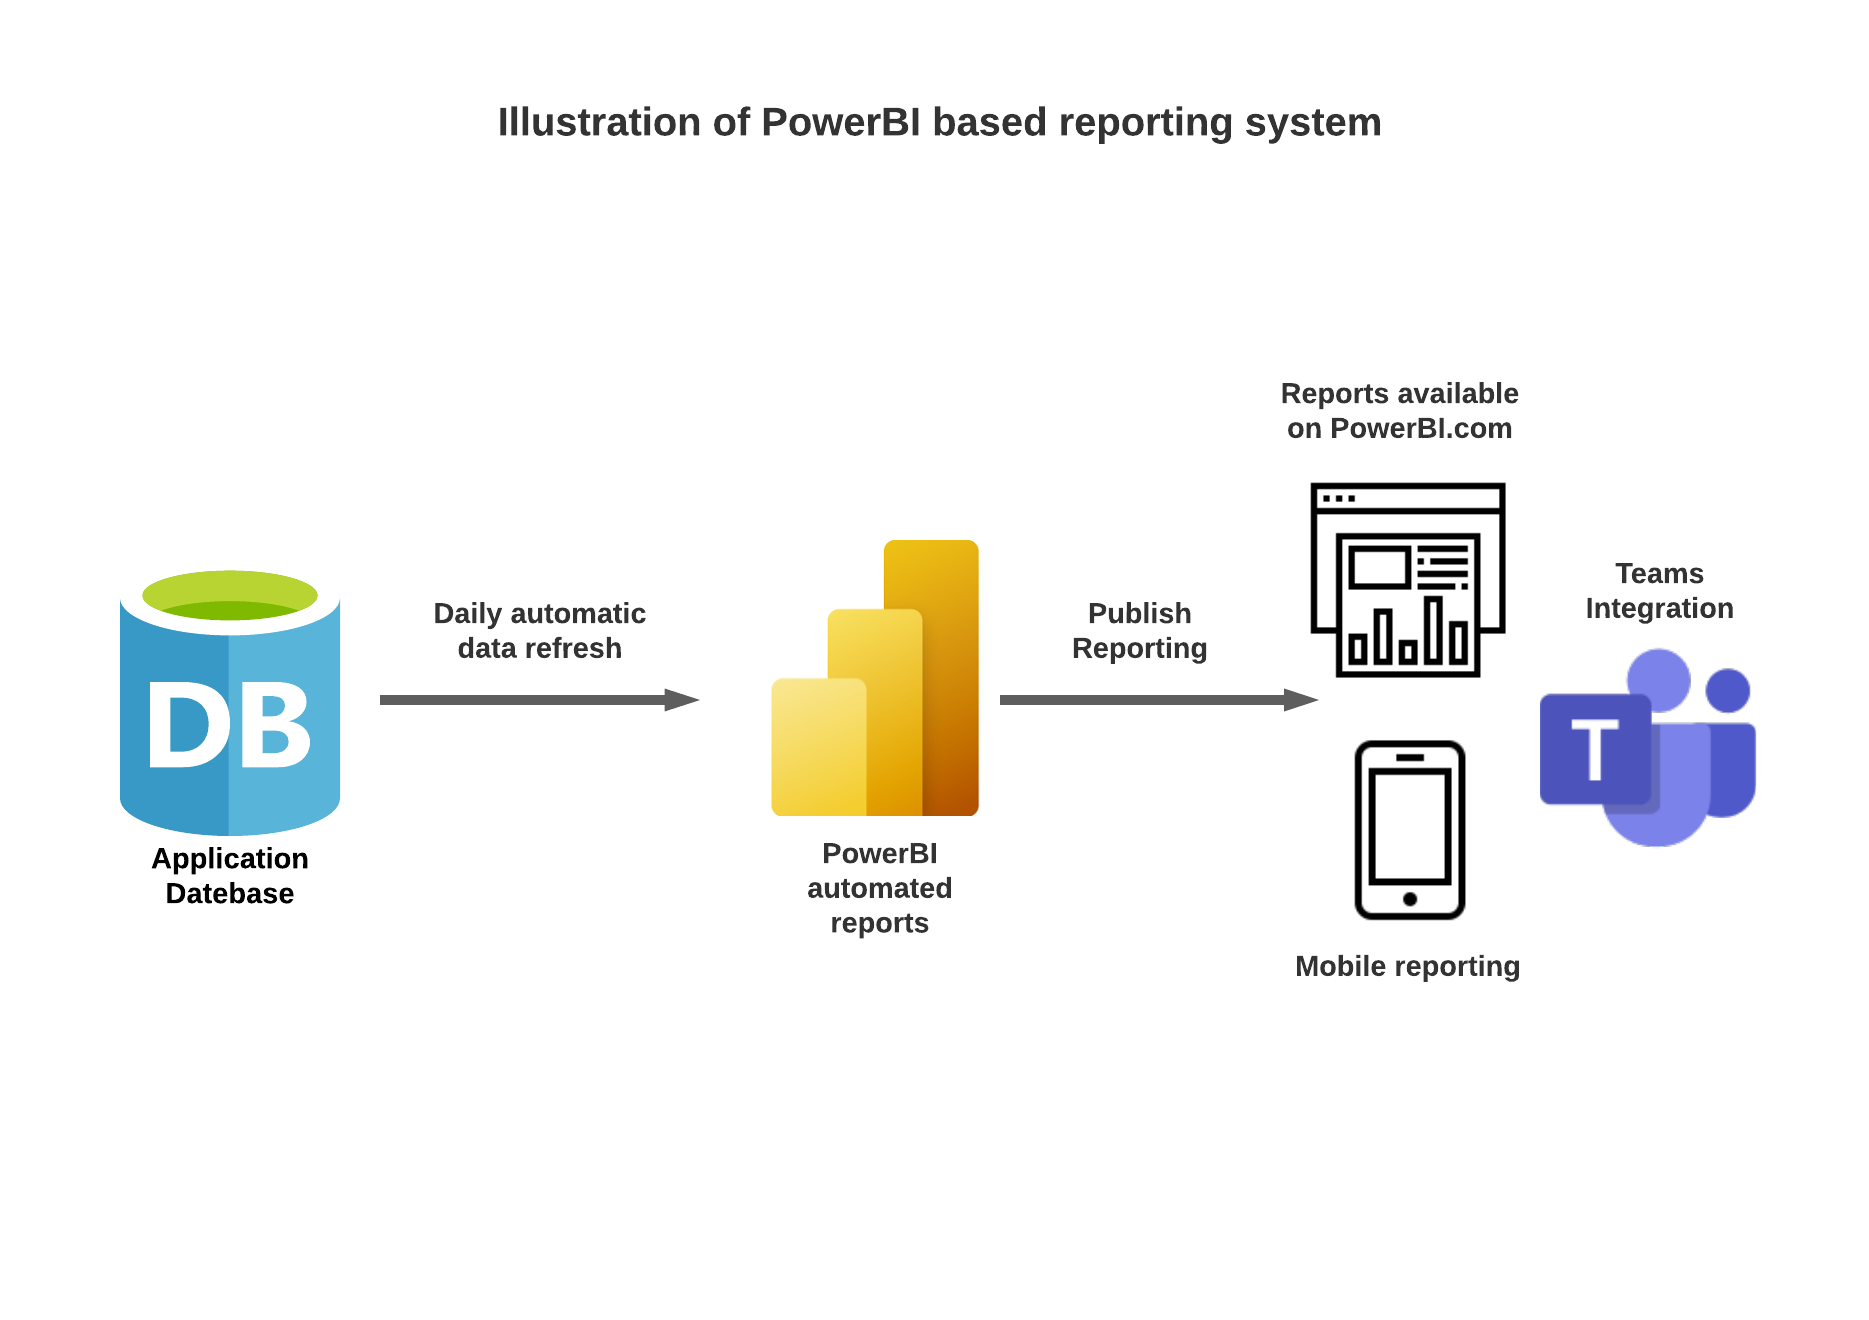 Illustration of PowerBI based reporting system
Reports available
on PowerBI.com
Teams
Integration
Daily automatic
data refresh
Publish
Reporting
DB
T
Application
Datebase
PowerBI
automated
reports
Mobile reporting